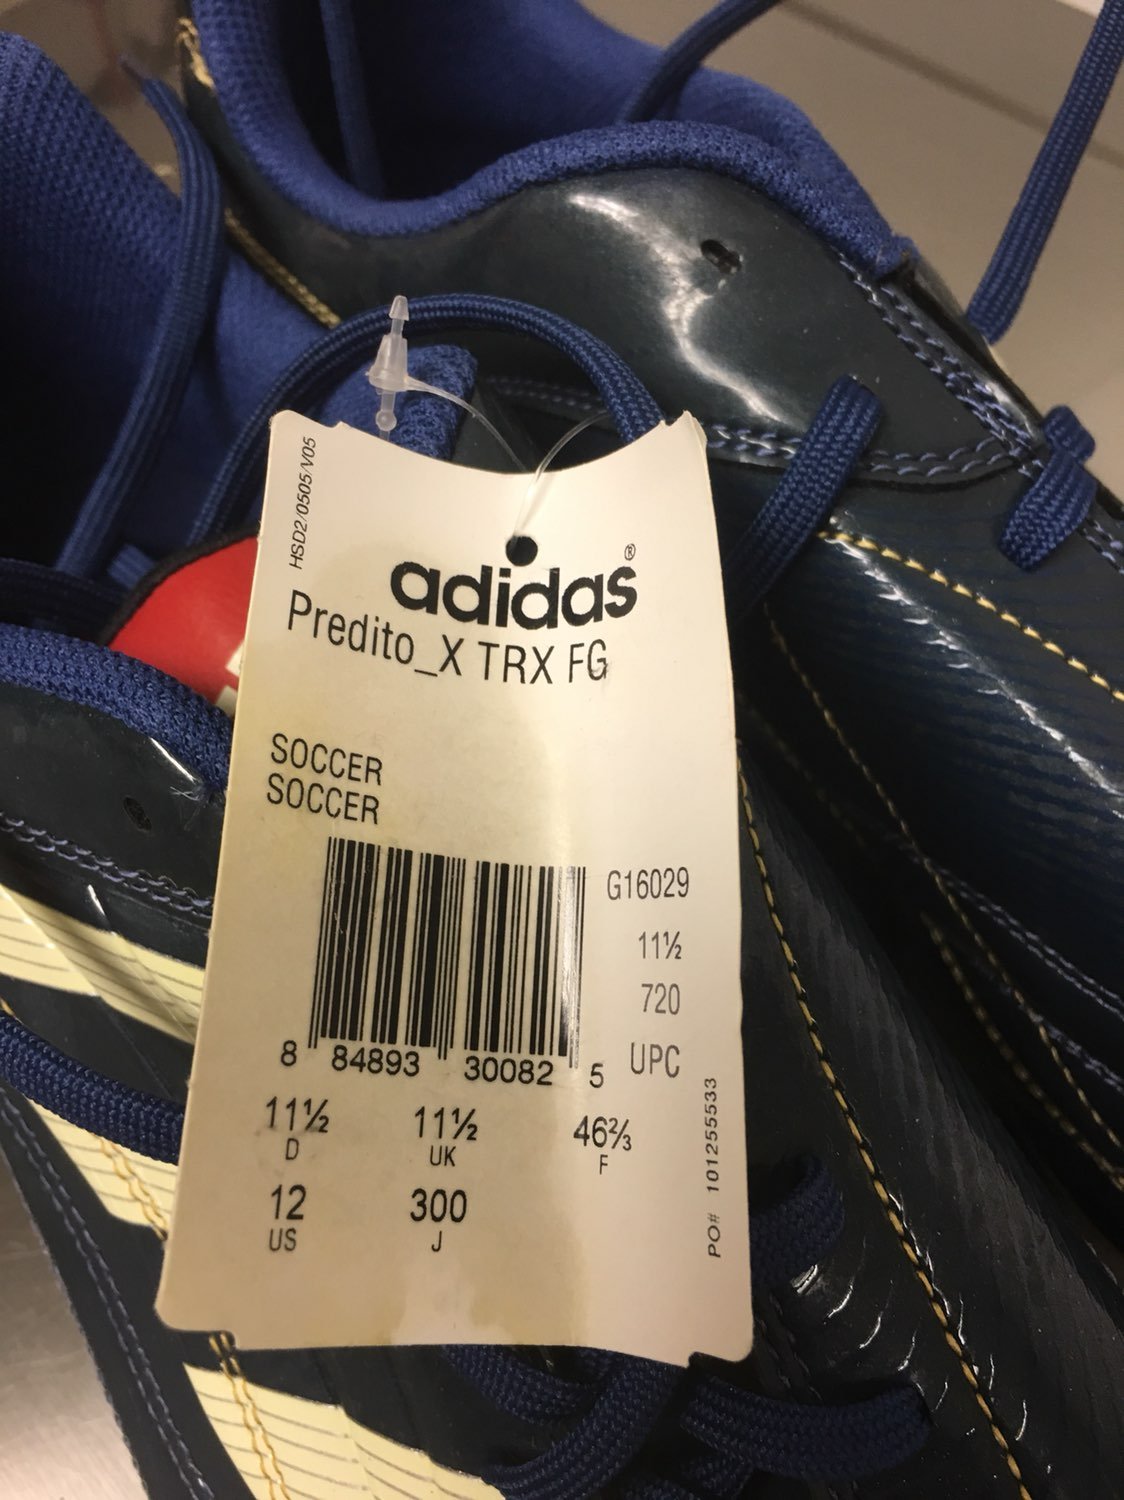 HSD2/0505/V05
adidas®
Predito_X TRX FG
SOCCER
SOCCER
G16029
11½
720
UPC
8 84893 30082 5
11½ 11½ 46⅔
D UK F
12 300
US J
PO# 101255533